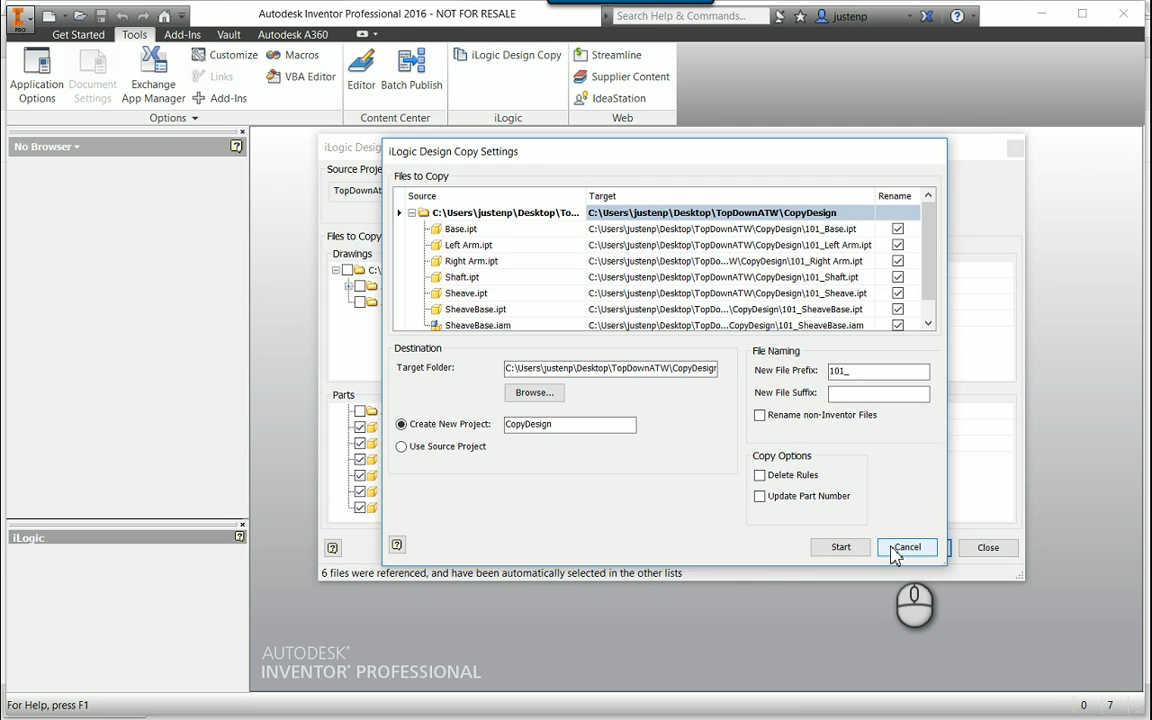 Autodesk Inventor Professional 2016 - NOT FOR RESALE
Search Help & Commands...
justenp
PRO
Get Started
Tools
Add-Ins
Vault
Autodesk A360
Application Options
Document Settings
Exchange App Manager
Customize
Links
Add-Ins
Macros
VBA Editor
Options
Editor
Batch Publish
Content Center
iLogic Design Copy
iLogic
Streamline
Supplier Content
IdeaStation
Web
No Browser
iLogic
iLogic Desig
Source Proje
TopDownATW
Files to Copy
Drawings
C:\
Parts
iLogic Design Copy Settings
Files to Copy
Source
Target
Rename
C:\Users\justenp\Desktop\To...
C:\Users\justenp\Desktop\TopDownATW\CopyDesign
Base.ipt
C:\Users\justenp\Desktop\TopDownATW\CopyDesign\101_Base.ipt
Left Arm.ipt
C:\Users\justenp\Desktop\TopDownATW\CopyDesign\101_Left Arm.ipt
Right Arm.ipt
C:\Users\justenp\Desktop\TopDo...W\CopyDesign\101_Right Arm.ipt
Shaft.ipt
C:\Users\justenp\Desktop\TopDownATW\CopyDesign\101_Shaft.ipt
Sheave.ipt
C:\Users\justenp\Desktop\TopDownATW\CopyDesign\101_Sheave.ipt
SheaveBase.ipt
C:\Users\justenp\Desktop\TopDo...\CopyDesign\101_SheaveBase.ipt
SheaveBase.iam
C:\Users\justenp\Desktop\TopDo...CopyDesign\101_SheaveBase.iam
Destination
Target Folder:
C:\Users\justenp\Desktop\TopDownATW\CopyDesign
Browse...
Create New Project:
CopyDesign
Use Source Project
File Naming
New File Prefix:
101_
New File Suffix:
Rename non-Inventor Files
Copy Options
Delete Rules
Update Part Number
Start
Cancel
Close
6 files were referenced, and have been automatically selected in the other lists
AUTODESK®
INVENTOR® PROFESSIONAL
For Help, press F1
0
7